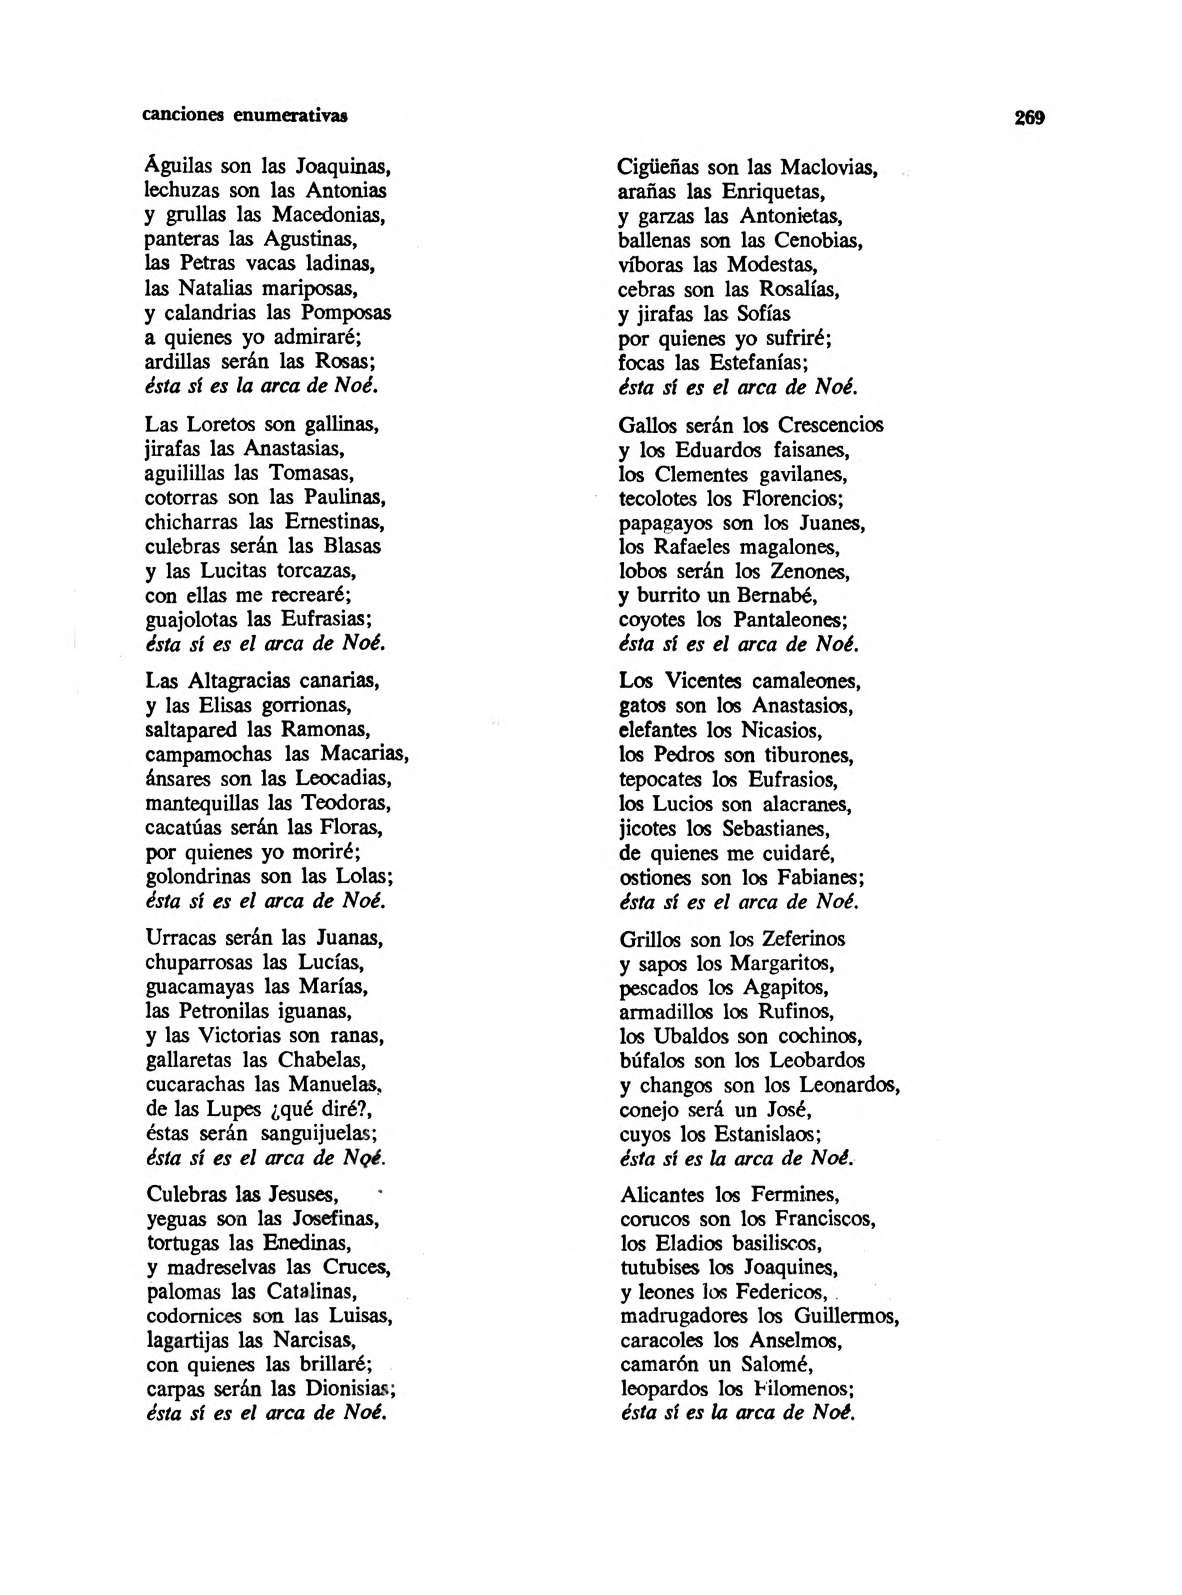 canciones enumerativas
269
Águilas son las Joaquinas,
lechuzas son las Antonias
y grullas las Macedonias,
panteras las Agustinas,
las Petras vacas ladinas,
las Natalias mariposas,
y calandrias las Pomposas
a quienes yo admiraré;
ardillas serán las Rosas;
ésta sí es la arca de Noé.
Las Loretos son gallinas,
jirafas las Anastasias,
aguilillas las Tomasas,
cotorras son las Paulinas,
chicharras las Ernestinas,
culebras serán las Blasas
y las Lucitas torcazas,
con ellas me recrearé;
guajolotas las Eufrasias;
ésta sí es el arca de Noé.
Las Altagracias canarias,
y las Elisas gorrionas,
saltapared las Ramonas,
campamochas las Macarias,
ánsares son las Leocadias,
mantequillas las Teodoras,
cacatúas serán las Floras,
por quienes yo moriré;
golondrinas son las Lolas;
ésta sí es el arca de Noé.
Urracas serán las Juanas,
chuparrosas las Lucías,
guacamayas las Marías,
las Petronilas iguanas,
y las Victorias son ranas,
gallaretas las Chabelas,
cucarachas las Manuelas,
de las Lupes ¿qué diré?,
éstas serán sanguijuelas;
ésta sí es el arca de Noé.
Culebras las Jesuses,
yeguas son las Josefinas,
tortugas las Enedinas,
y madreselvas las Cruces,
palomas las Catalinas,
codornices son las Luisas,
lagartijas las Narcisas,
con quienes las brillaré;
carpas serán las Dionisias;
ésta sí es el arca de Noé.
Cigüeñas son las Maclovias,
arañas las Enriquetas,
y garzas las Antonietas,
ballenas son las Cenobias,
víboras las Modestas,
cebras son las Rosalías,
y jirafas las Sofías
por quienes yo sufriré;
focas las Estefanías;
ésta sí es el arca de Noé.
Gallos serán los Crescencios
y los Eduardos faisanes,
los Clementes gavilanes,
tecolotes los Florencios;
papagayos son los Juanes,
los Rafaeles magalones,
lobos serán los Zenones,
y burrito un Bernabé,
coyotes los Pantaleones;
ésta sí es el arca de Noé.
Los Vicentes camaleones,
gatos son los Anastasios,
elefantes los Nicasios,
los Pedros son tiburones,
tepocates los Eufrasios,
los Lucios son alacranes,
jicotes los Sebastianes,
de quienes me cuidaré,
ostiones son los Fabianes;
ésta sí es el arca de Noé.
Grillos son los Zeferinos
y sapos los Margaritos,
pescados los Agapitos,
armadillos los Rufinos,
los Ubaldos son cochinos,
búfalos son los Leobardos
y changos son los Leonardos,
conejo será un José,
cuyos los Estanislaos;
ésta sí es la arca de Noé.
Alicantes los Fermines,
corucos son los Franciscos,
los Eladios basiliscos,
tutubises los Joaquines,
y leones los Federicos,
madrugadores los Guillermos,
caracoles los Anselmos,
camarón un Salomé,
leopardos los Filomenos;
ésta sí es la arca de Noé.